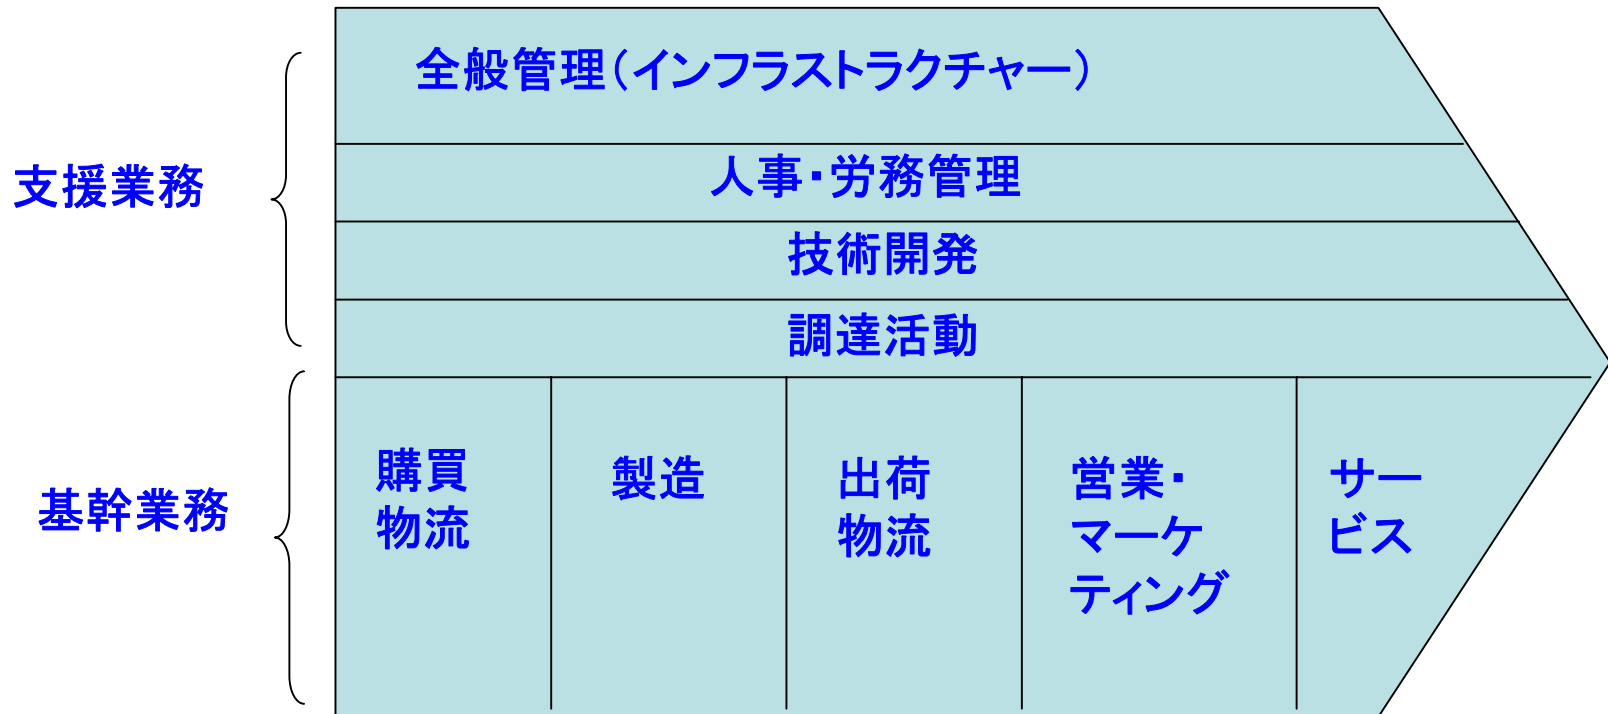 全般管理(インフラストラクチャー)
支援業務
人事・労務管理
技術開発
調達活動
基幹業務
購買
物流
製造
出荷
物流
営業・
マーケ
ティング
サー
ビス